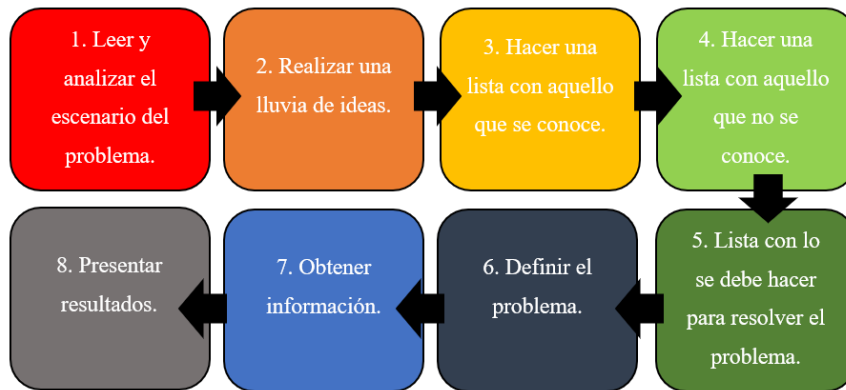 1. Leer y
analizar el
escenario del
problema.
2. Realizar una
lluvia de ideas.
3. Hacer una
lista con aquello
que se conoce.
4. Hacer una
lista con aquello
que no se
conoce.
5. Lista con lo
se debe hacer
para resolver el
problema.
6. Definir el
problema.
7. Obtener
información.
8. Presentar
resultados.